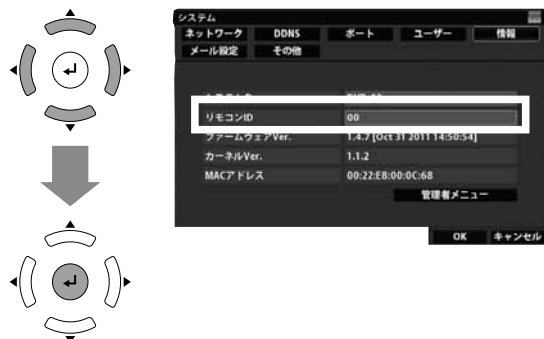 システム
ネットワーク DDNS ポート ユーザー 情報
メール設定 その他
リモコンID 00
ファームウェアVer. 1.4.7 [Oct 31 2011 14:50:54]
カーネルVer. 1.1.2
MACアドレス 00:22:E8:00:0C:68
管理者メニュー
OK キャンセル